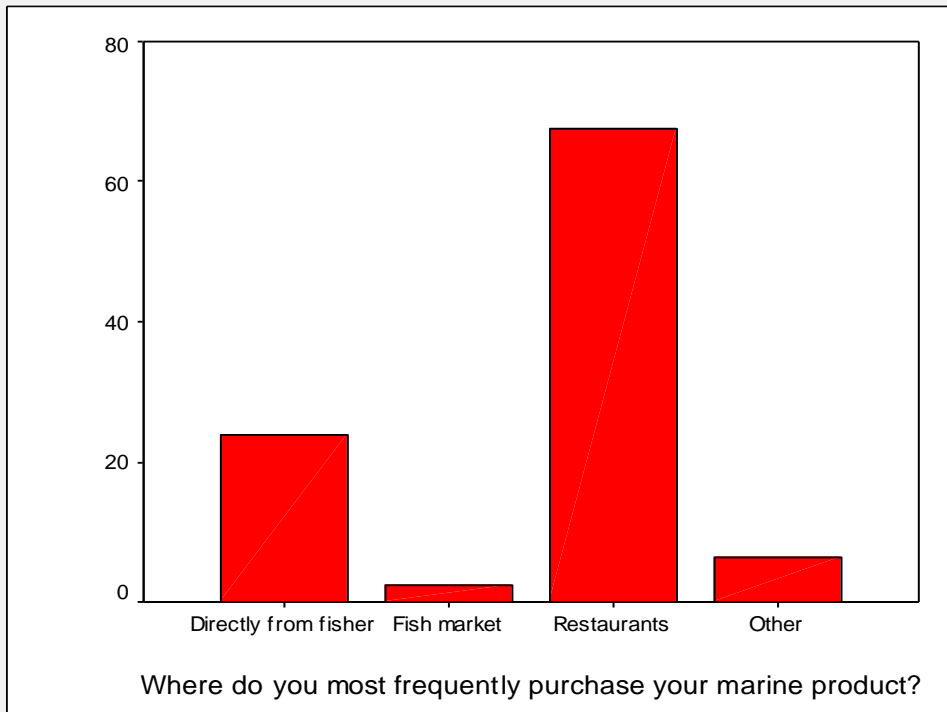 80
60
40
20
0
Directly from fisher Fish market Restaurants Other
Where do you most frequently purchase your marine product?